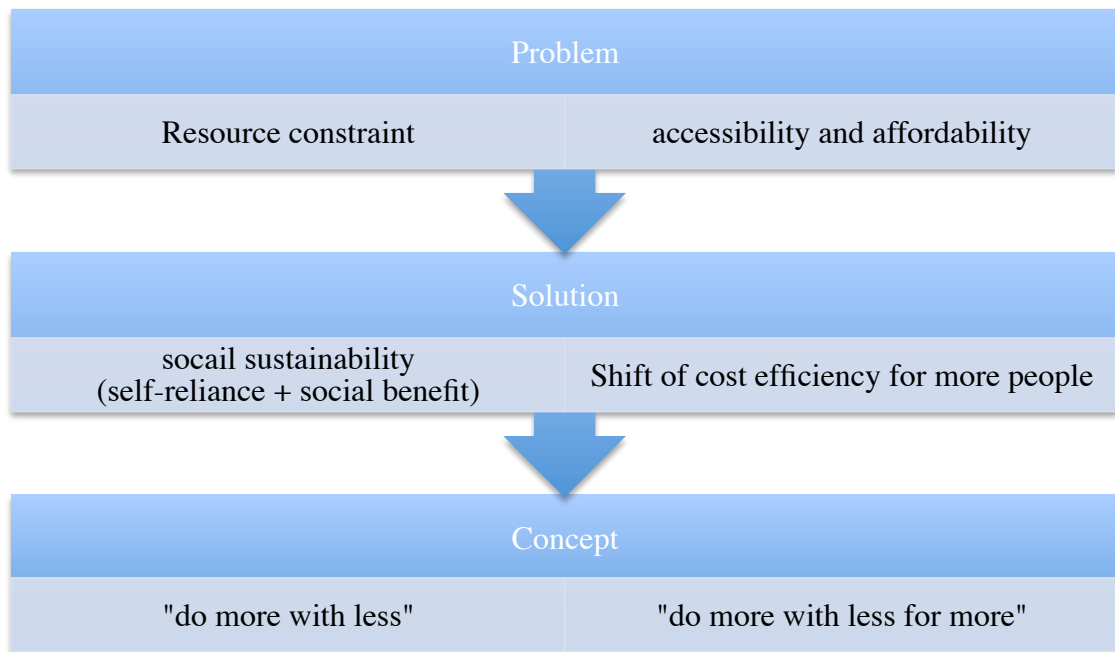 Problem
Resource constraint
accessibility and affordability
Solution
socail sustainability
(self-reliance + social benefit)
Shift of cost efficiency for more people
Concept
"do more with less"
"do more with less for more"